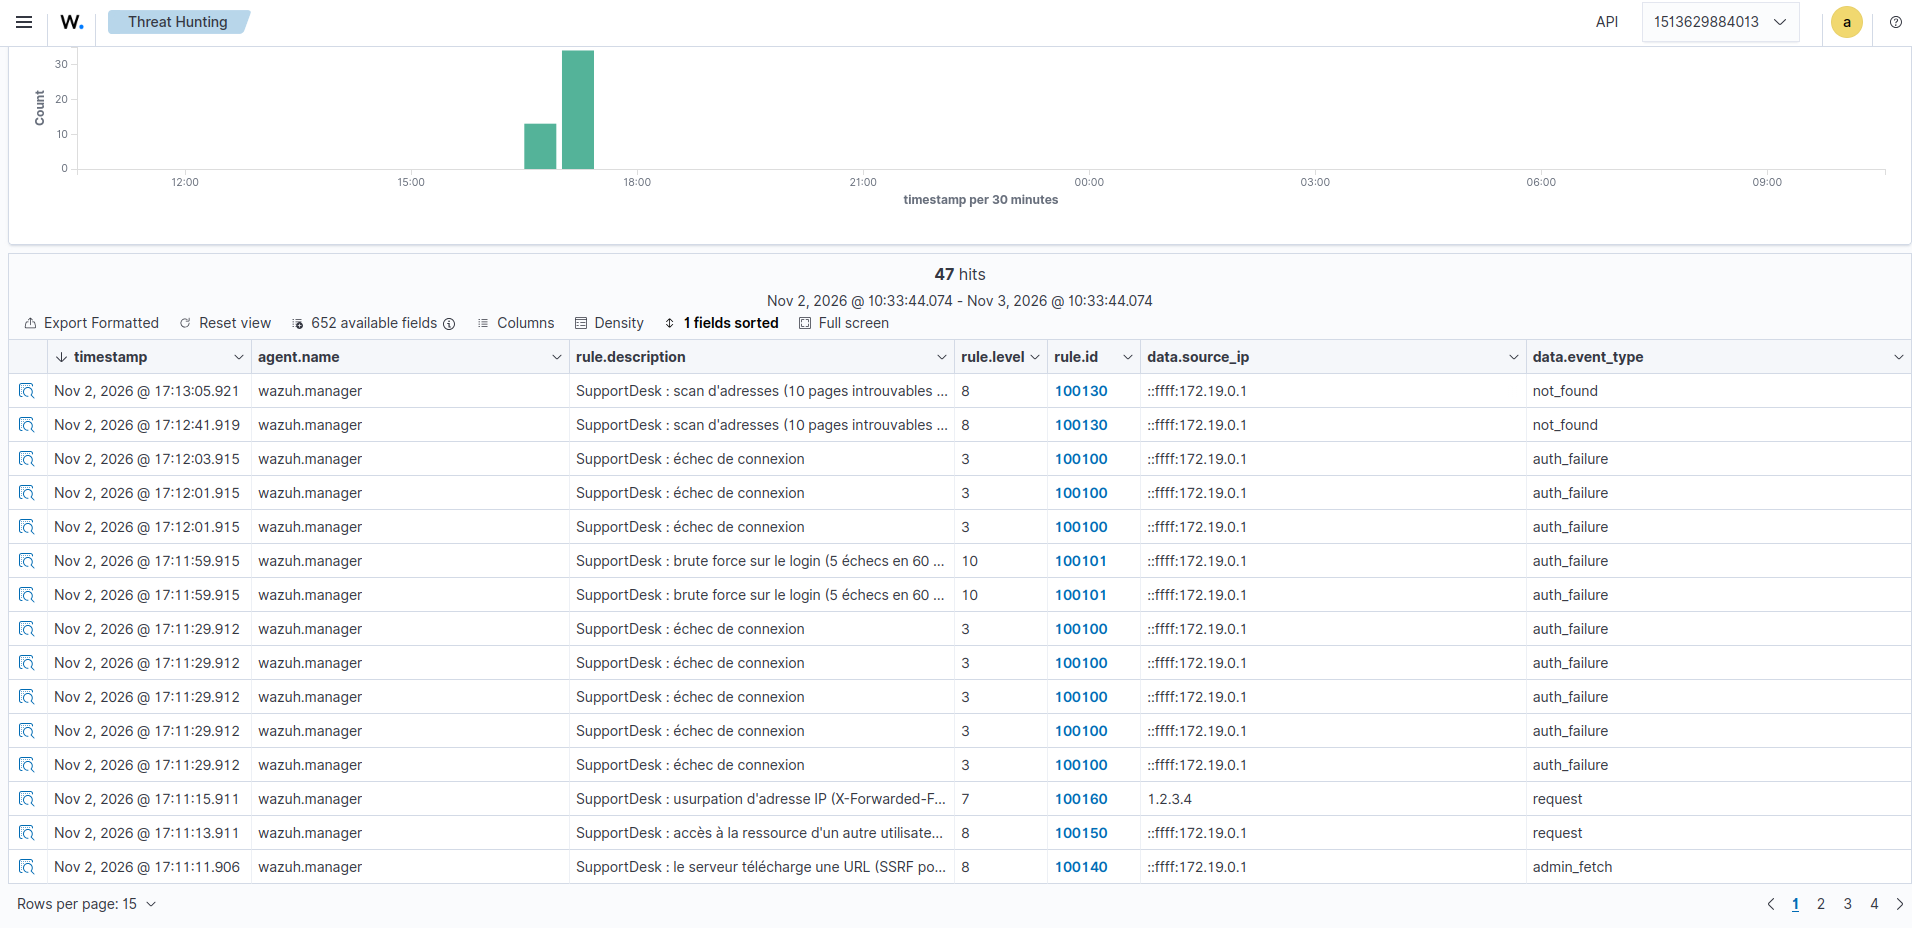 W. Threat Hunting API 1513629884013 a
30
20
10
0
Count
12:00 15:00 18:00 21:00 00:00 03:00 06:00 09:00
timestamp per 30 minutes
47 hits
Nov 2, 2026 @ 10:33:44.074 - Nov 3, 2026 @ 10:33:44.074
Export Formatted Reset view 652 available fields Columns Density 1 fields sorted Full screen
timestamp agent.name rule.description rule.level rule.id data.source_ip data.event_type
Nov 2, 2026 @ 17:13:05.921 wazuh.manager SupportDesk : scan d'adresses (10 pages introuvables ... 8 100130 ::ffff:172.19.0.1 not_found
Nov 2, 2026 @ 17:12:41.919 wazuh.manager SupportDesk : scan d'adresses (10 pages introuvables ... 8 100130 ::ffff:172.19.0.1 not_found
Nov 2, 2026 @ 17:12:03.915 wazuh.manager SupportDesk : échec de connexion 3 100100 ::ffff:172.19.0.1 auth_failure
Nov 2, 2026 @ 17:12:01.915 wazuh.manager SupportDesk : échec de connexion 3 100100 ::ffff:172.19.0.1 auth_failure
Nov 2, 2026 @ 17:12:01.915 wazuh.manager SupportDesk : échec de connexion 3 100100 ::ffff:172.19.0.1 auth_failure
Nov 2, 2026 @ 17:11:59.915 wazuh.manager SupportDesk : brute force sur le login (5 échecs en 60 ... 10 100101 ::ffff:172.19.0.1 auth_failure
Nov 2, 2026 @ 17:11:59.915 wazuh.manager SupportDesk : brute force sur le login (5 échecs en 60 ... 10 100101 ::ffff:172.19.0.1 auth_failure
Nov 2, 2026 @ 17:11:29.912 wazuh.manager SupportDesk : échec de connexion 3 100100 ::ffff:172.19.0.1 auth_failure
Nov 2, 2026 @ 17:11:29.912 wazuh.manager SupportDesk : échec de connexion 3 100100 ::ffff:172.19.0.1 auth_failure
Nov 2, 2026 @ 17:11:29.912 wazuh.manager SupportDesk : échec de connexion 3 100100 ::ffff:172.19.0.1 auth_failure
Nov 2, 2026 @ 17:11:29.912 wazuh.manager SupportDesk : échec de connexion 3 100100 ::ffff:172.19.0.1 auth_failure
Nov 2, 2026 @ 17:11:29.912 wazuh.manager SupportDesk : échec de connexion 3 100100 ::ffff:172.19.0.1 auth_failure
Nov 2, 2026 @ 17:11:15.911 wazuh.manager SupportDesk : usurpation d'adresse IP (X-Forwarded-F... 7 100160 1.2.3.4 request
Nov 2, 2026 @ 17:11:13.911 wazuh.manager SupportDesk : accès à la ressource d'un autre utilisate... 8 100150 ::ffff:172.19.0.1 request
Nov 2, 2026 @ 17:11:11.906 wazuh.manager SupportDesk : le serveur télécharge une URL (SSRF po... 8 100140 ::ffff:172.19.0.1 admin_fetch
Rows per page: 15 1 2 3 4